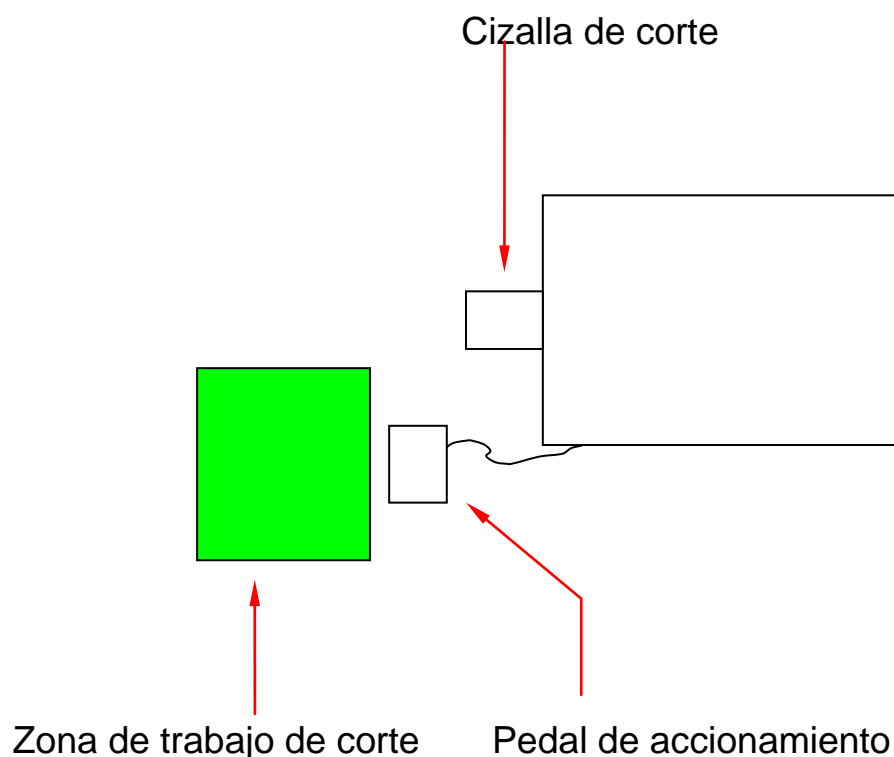 Cizalla de corte
Zona de trabajo de corte
Pedal de accionamiento